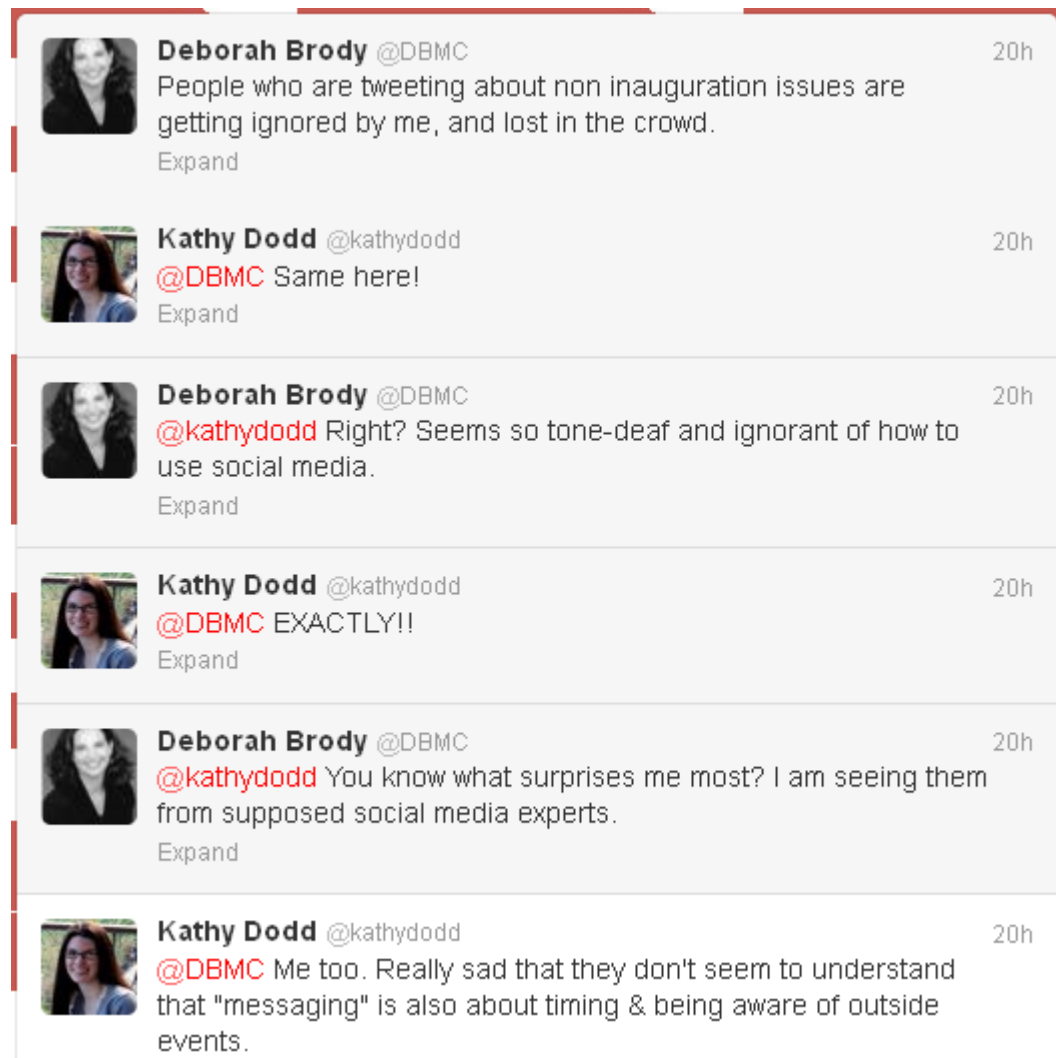 Deborah Brody @DBMC 20h
People who are tweeting about non inauguration issues are
getting ignored by me, and lost in the crowd.
Expand
Kathy Dodd @kathydodd 20h
@DBMC Same here!
Expand
Deborah Brody @DBMC 20h
@kathydodd Right? Seems so tone-deaf and ignorant of how to
use social media.
Expand
Kathy Dodd @kathydodd 20h
@DBMC EXACTLY!!
Expand
Deborah Brody @DBMC 20h
@kathydodd You know what surprises me most? I am seeing them
from supposed social media experts.
Expand
Kathy Dodd @kathydodd 20h
@DBMC Me too. Really sad that they don't seem to understand
that "messaging" is also about timing & being aware of outside
events.